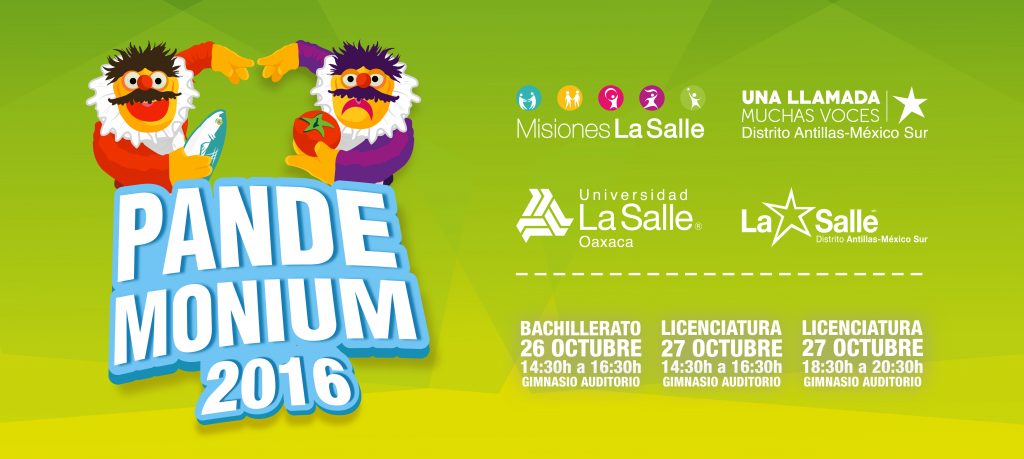 PANDE
MONIUM
2016
Misiones La Salle
UNA LLAMADA
MUCHAS VOCES
Distrito Antillas-México Sur
Universidad
La Salle®
Oaxaca
La Salle™
Distrito Antillas-México Sur
BACHILLERATO
26 OCTUBRE
14:30h a 16:30h
GIMNASIO AUDITORIO
LICENCIATURA
27 OCTUBRE
14:30h a 16:30h
GIMNASIO AUDITORIO
LICENCIATURA
27 OCTUBRE
18:30h a 20:30h
GIMNASIO AUDITORIO